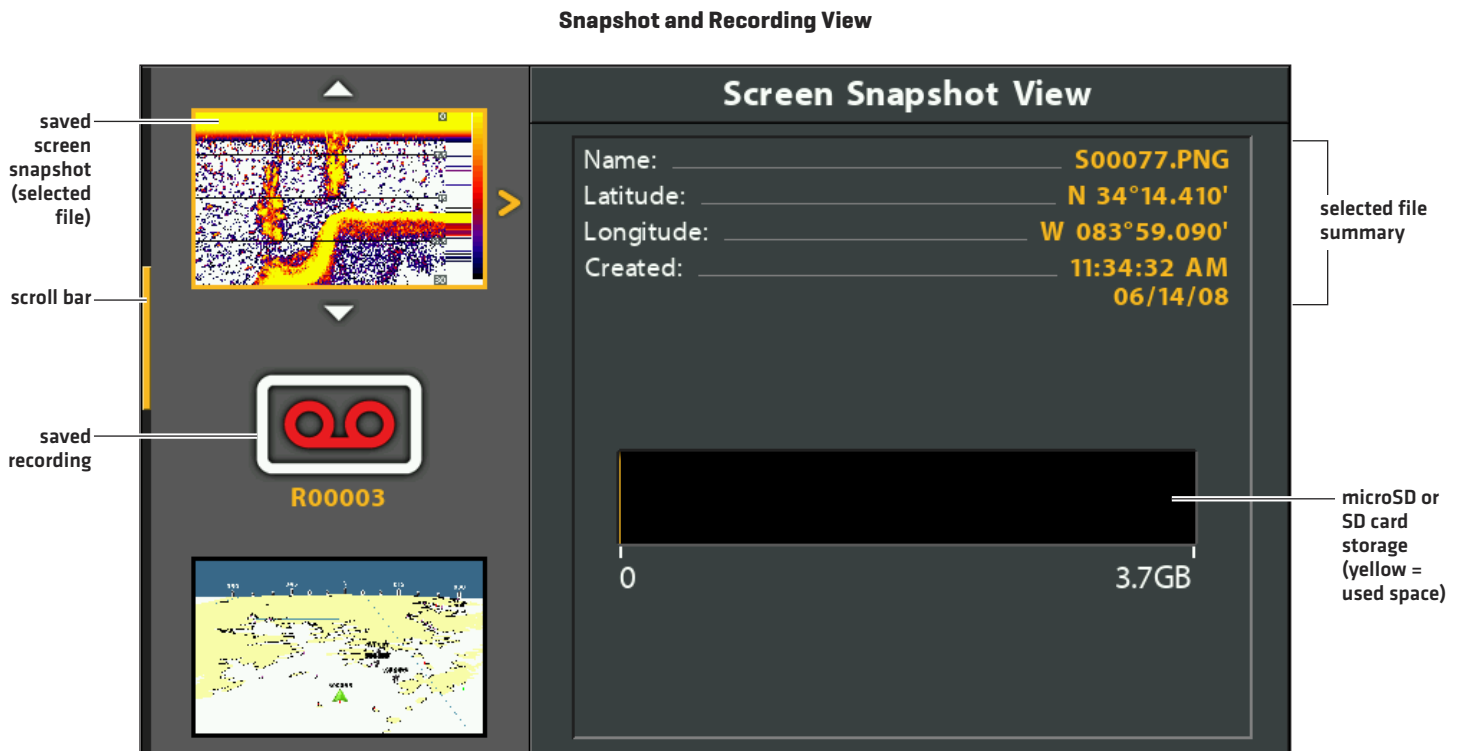 Snapshot and Recording View
saved
screen
snapshot
(selected
file)
scroll bar
saved
recording
R00003
Screen Snapshot View
Name: S00077.PNG
Latitude: N 34°14.410'
Longitude: W 083°59.090'
Created: 11:34:32 AM
06/14/08
selected file
summary
0
3.7GB
microSD or
SD card
storage
(yellow =
used space)
0
30